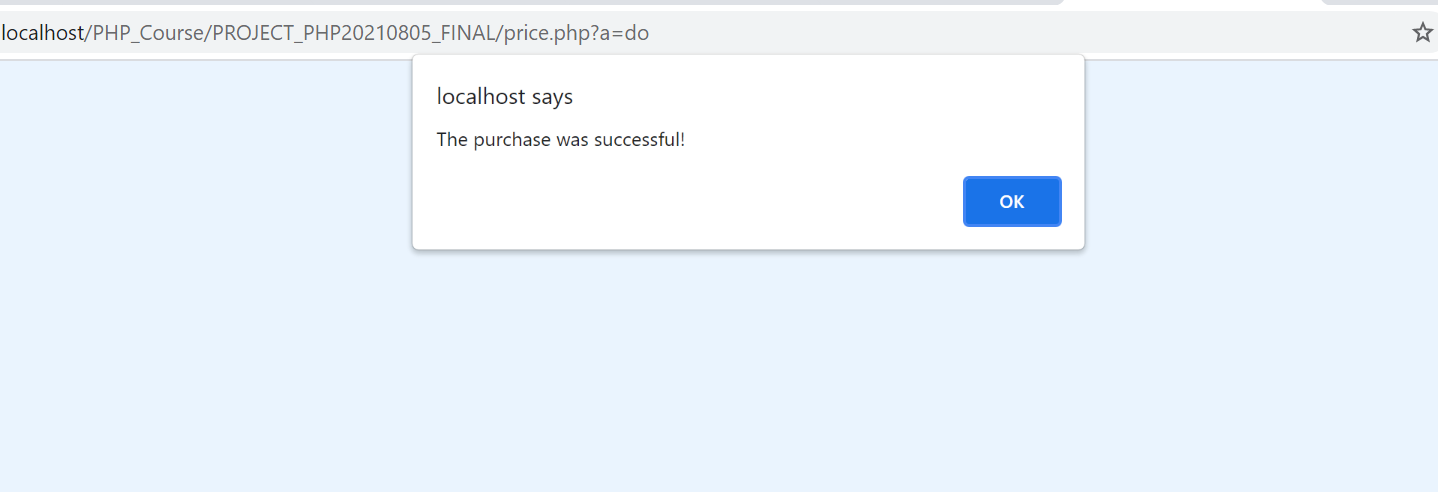 localhost/PHP_Course/PROJECT_PHP20210805_FINAL/price.php?a=do
localhost says
The purchase was successful!
OK